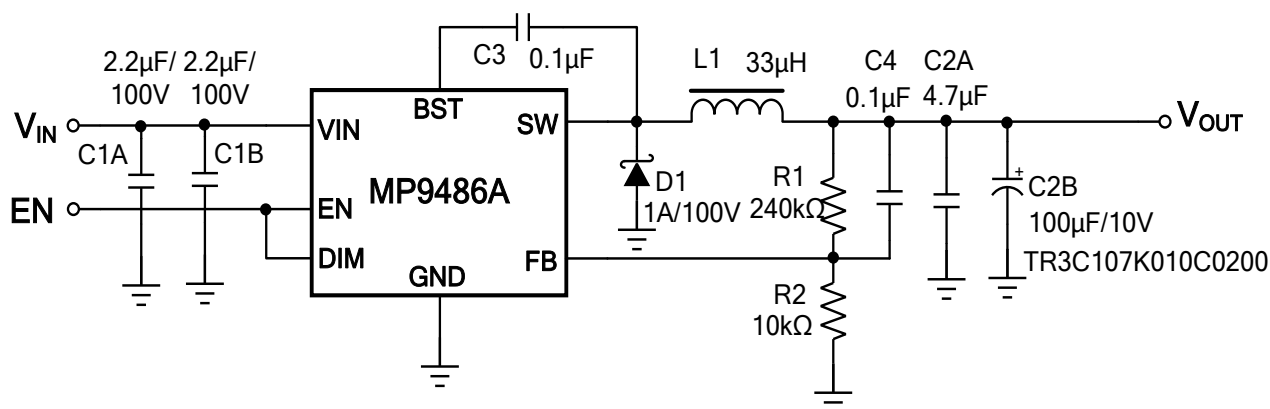 C3 0.1µF
2.2µF/ 2.2µF/
100V 100V
L1 33µH
C4 C2A
0.1µF 4.7µF
BST
VIN VIN SW VOUT
C1A C1B
MP9486A
D1
1A/100V
R1
240kΩ
C2B
100µF/10V
TR3C107K010C0200
+
EN EN
DIM FB
GND
R2
10kΩ